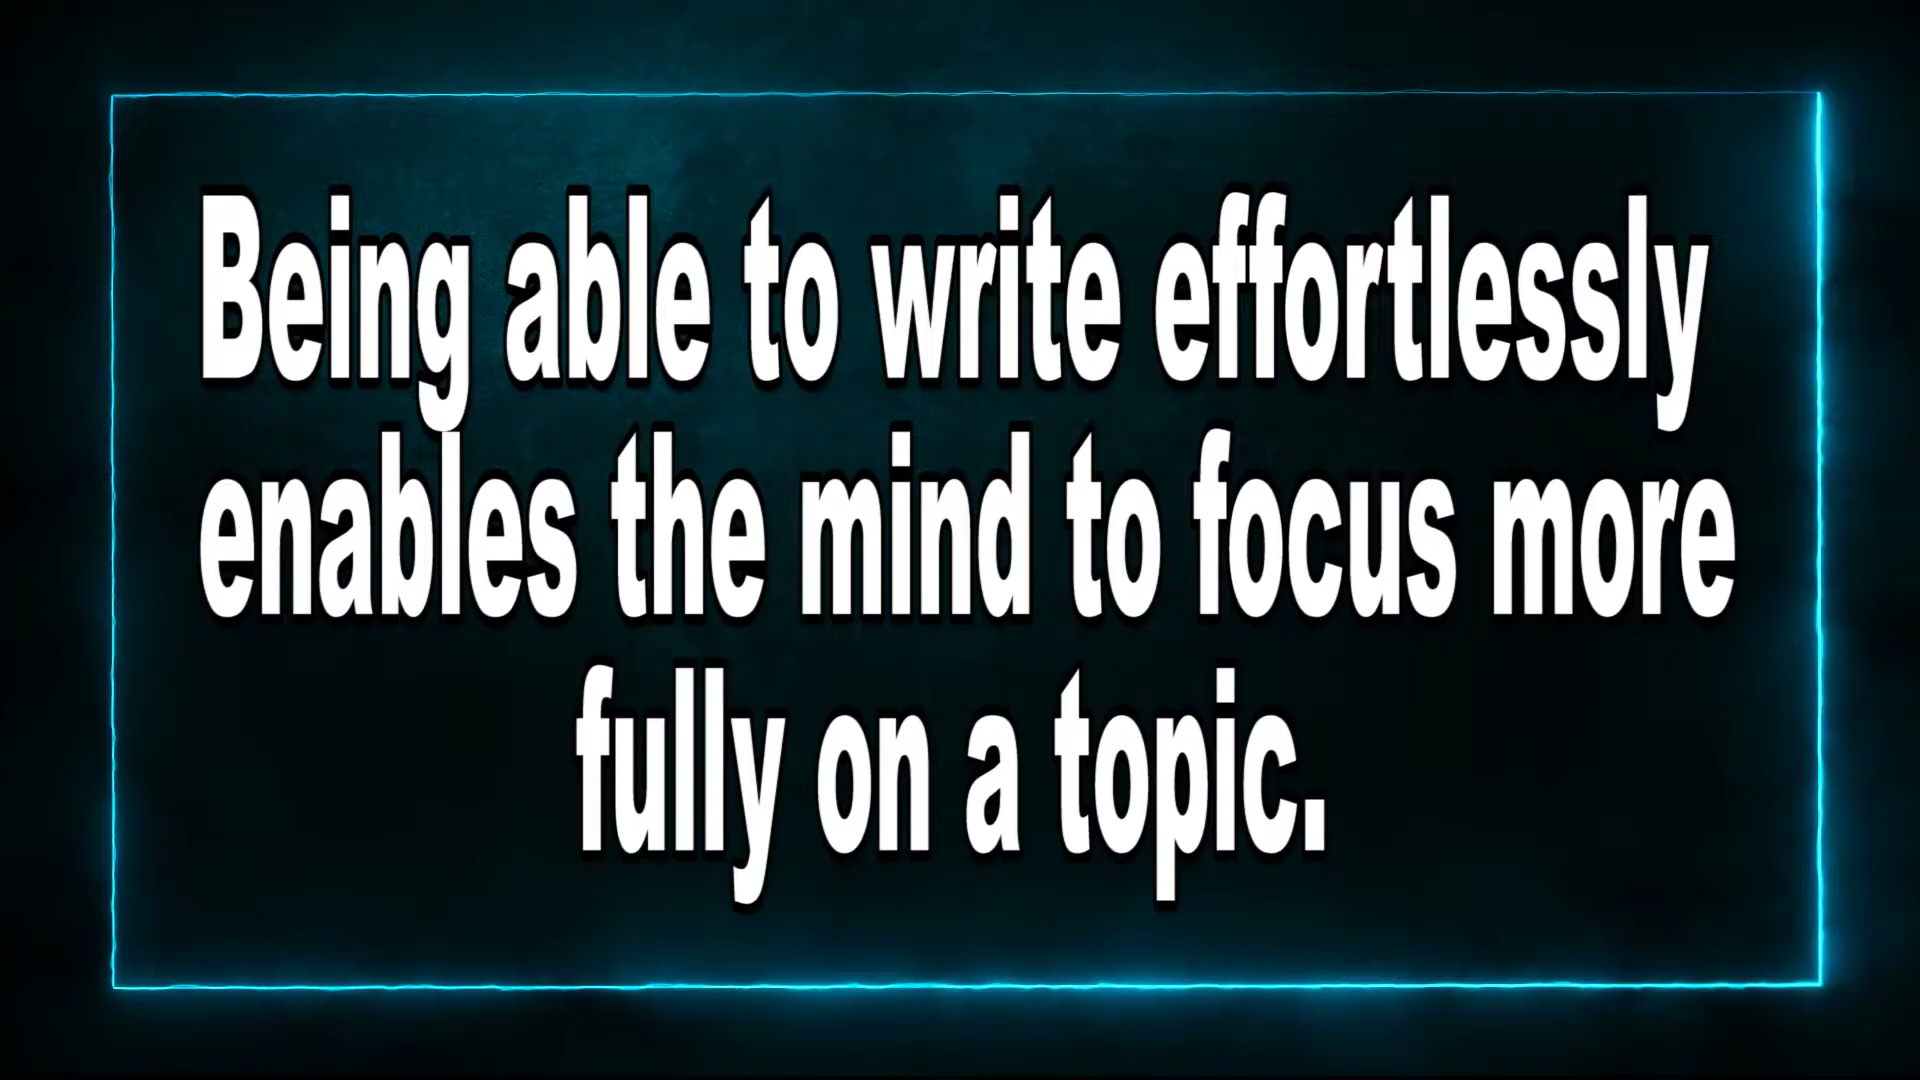 Being able to write effortlessly
enables the mind to focus more
fully on a topic.